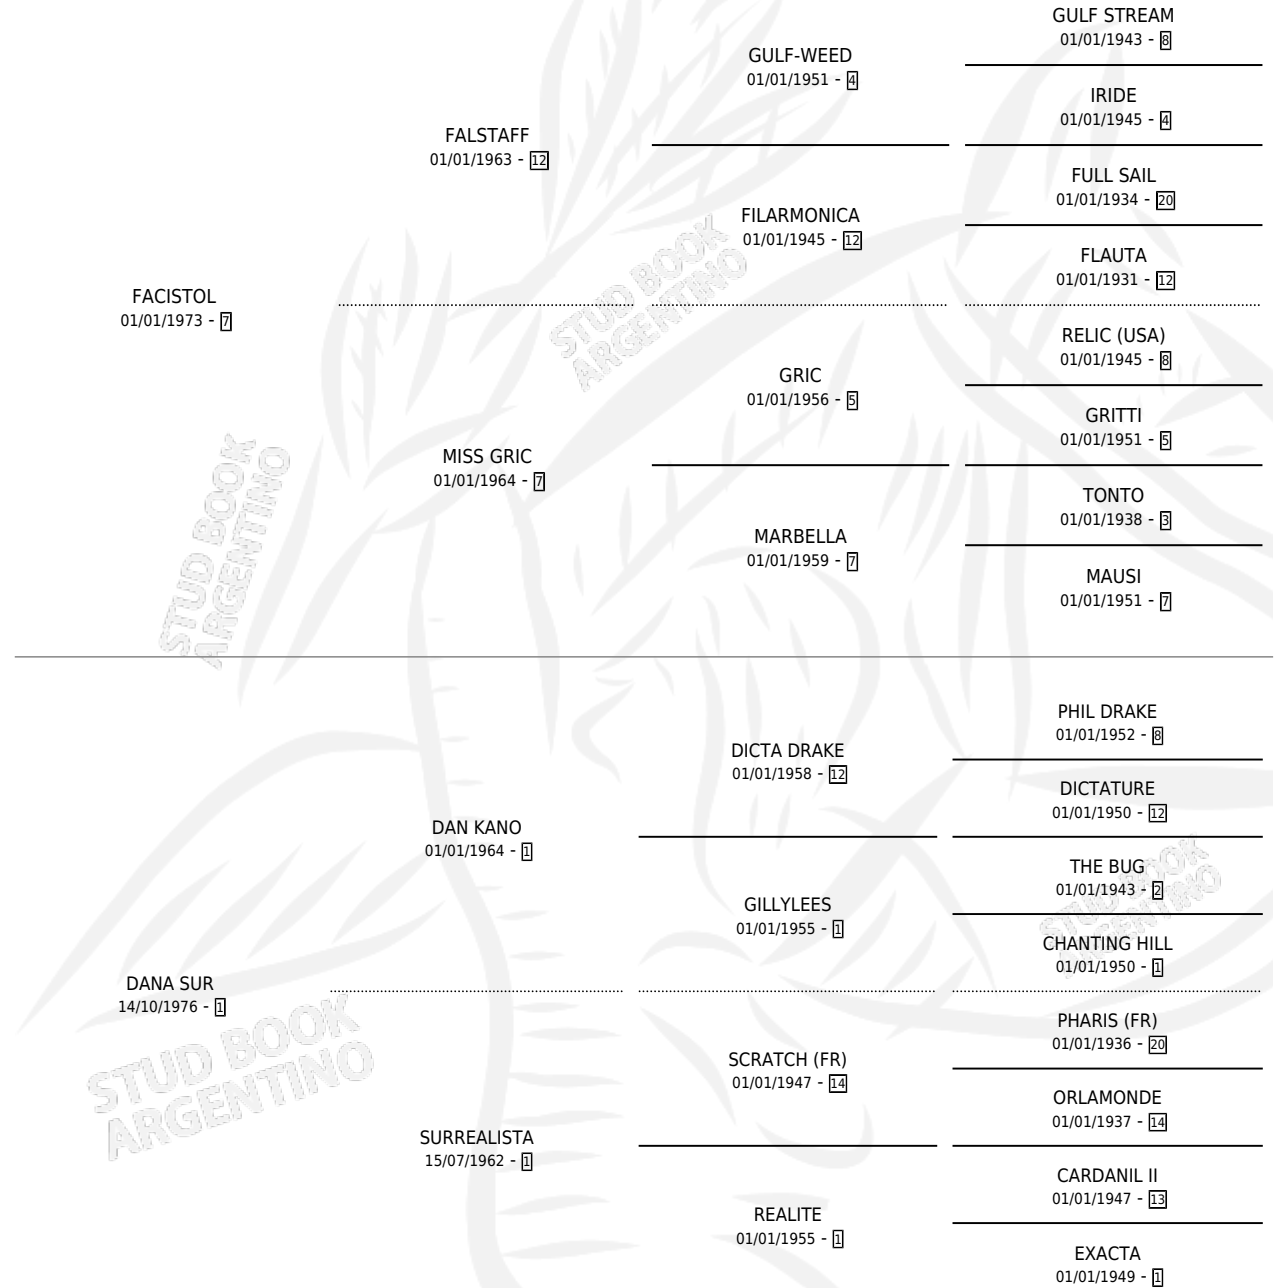 GULF STREAM
01/01/1943 - 8
GULF-WEED
01/01/1951 - 4
IRIDE
01/01/1945 - 4
FALSTAFF
01/01/1963 - 12
FULL SAIL
01/01/1934 - 20
FILARMONICA
01/01/1945 - 12
FLAUTA
01/01/1931 - 12
FACISTOL
01/01/1973 - 7
RELIC (USA)
01/01/1945 - 8
GRIC
01/01/1956 - 5
GRITTI
01/01/1951 - 5
MISS GRIC
01/01/1964 - 7
TONTO
01/01/1938 - 3
MARBELLA
01/01/1959 - 7
MAUSI
01/01/1951 - 7
STUD BOOK
ARGENTINO
STUD BOOK
ARGENTINO
PHIL DRAKE
01/01/1952 - 8
DICTA DRAKE
01/01/1958 - 12
DICTATURE
01/01/1950 - 12
DAN KANO
01/01/1964 - 1
THE BUG
01/01/1943 - 2
GILLYLEES
01/01/1955 - 1
CHANTING HILL
01/01/1950 - 1
DANA SUR
14/10/1976 - 1
PHARIS (FR)
01/01/1936 - 20
SCRATCH (FR)
01/01/1947 - 14
ORLAMONDE
01/01/1937 - 14
SURREALISTA
15/07/1962 - 1
CARDANIL II
01/01/1947 - 13
REALITE
01/01/1955 - 1
EXACTA
01/01/1949 - 1
STUD BOOK
ARGENTINO
STUD BOOK
ARGENTINO